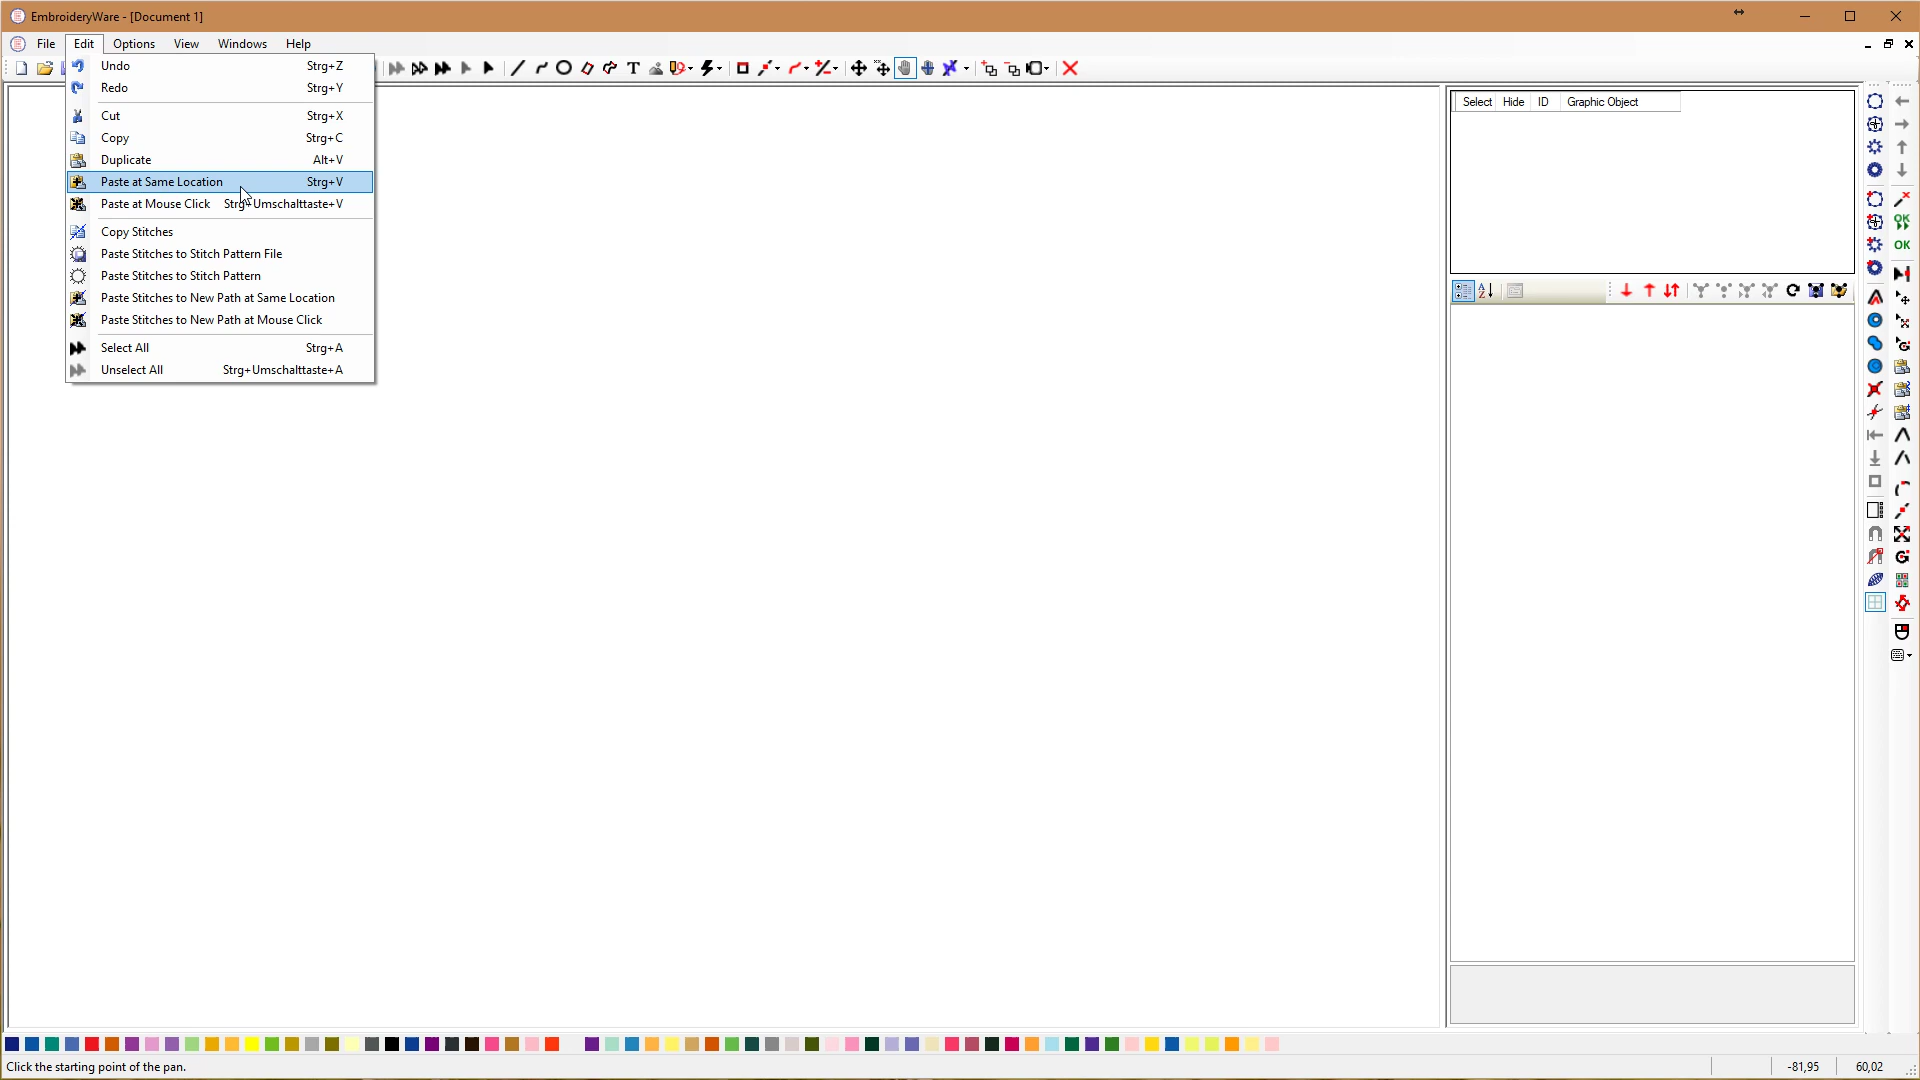 EmbroideryWare - [Document 1]
File Edit Options View Windows Help
Undo Strg+Z
Redo Strg+Y
Cut Strg+X
Copy Strg+C
Duplicate Alt+V
Paste at Same Location Strg+V
Paste at Mouse Click Strg+Umschalttaste+V
Copy Stitches
Paste Stitches to Stitch Pattern File
Paste Stitches to Stitch Pattern
Paste Stitches to New Path at Same Location
Paste Stitches to New Path at Mouse Click
Select All Strg+A
Unselect All Strg+Umschalttaste+A
Select Hide ID Graphic Object
OK
OK
Click the starting point of the pan.
-81,95 60,02